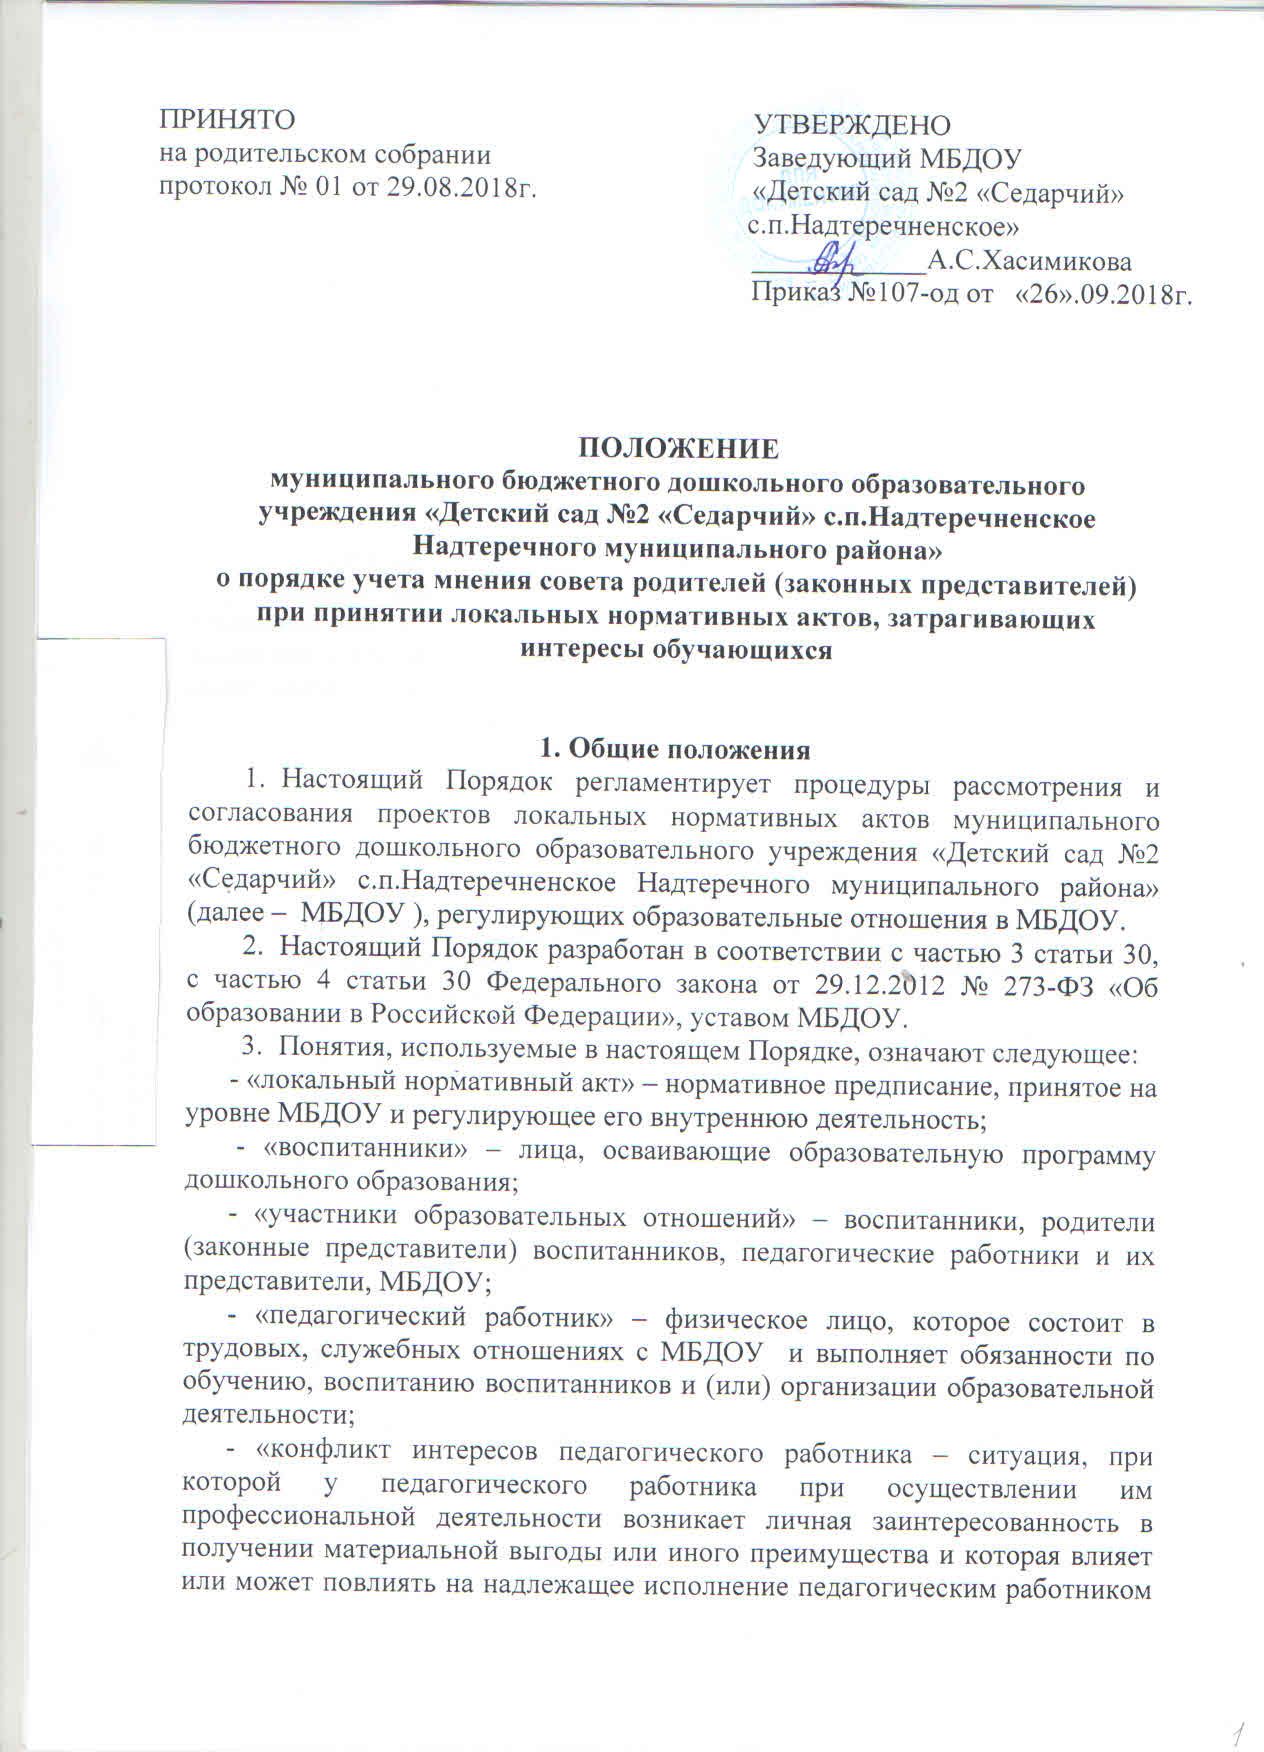 ПРИНЯТО
на родительском собрании
протокол № 01 от 29.08.2018г.
УТВЕРЖДЕНО
Заведующий МБДОУ
«Детский сад №2 «Седарчий»
с.п.Надтеречненское»
____________А.С.Хасимикова
Приказ №107-од от «26».09.2018г.
ПОЛОЖЕНИЕ
муниципального бюджетного дошкольного образовательного
учреждения «Детский сад №2 «Седарчий» с.п.Надтеречненское
Надтеречного муниципального района»
о порядке учета мнения совета родителей (законных представителей)
при принятии локальных нормативных актов, затрагивающих
интересы обучающихся
1. Общие положения
1. Настоящий Порядок регламентирует процедуры рассмотрения и
согласования проектов локальных нормативных актов муниципального
бюджетного дошкольного образовательного учреждения «Детский сад №2
«Седарчий» с.п.Надтеречненское Надтеречного муниципального района»
(далее – МБДОУ ), регулирующих образовательные отношения в МБДОУ.
2. Настоящий Порядок разработан в соответствии с частью 3 статьи 30,
с частью 4 статьи 30 Федерального закона от 29.12.2012 № 273-ФЗ «Об
образовании в Российской Федерации», уставом МБДОУ.
3. Понятия, используемые в настоящем Порядке, означают следующее:
- «локальный нормативный акт» – нормативное предписание, принятое на
уровне МБДОУ и регулирующее его внутреннюю деятельность;
- «воспитанники» – лица, осваивающие образовательную программу
дошкольного образования;
- «участники образовательных отношений» – воспитанники, родители
(законные представители) воспитанников, педагогические работники и их
представители, МБДОУ;
- «педагогический работник» – физическое лицо, которое состоит в
трудовых, служебных отношениях с МБДОУ и выполняет обязанности по
обучению, воспитанию воспитанников и (или) организации образовательной
деятельности;
- «конфликт интересов педагогического работника – ситуация, при
которой у педагогического работника при осуществлении им
профессиональной деятельности возникает личная заинтересованность в
получении материальной выгоды или иного преимущества и которая влияет
или может повлиять на надлежащее исполнение педагогическим работником
1